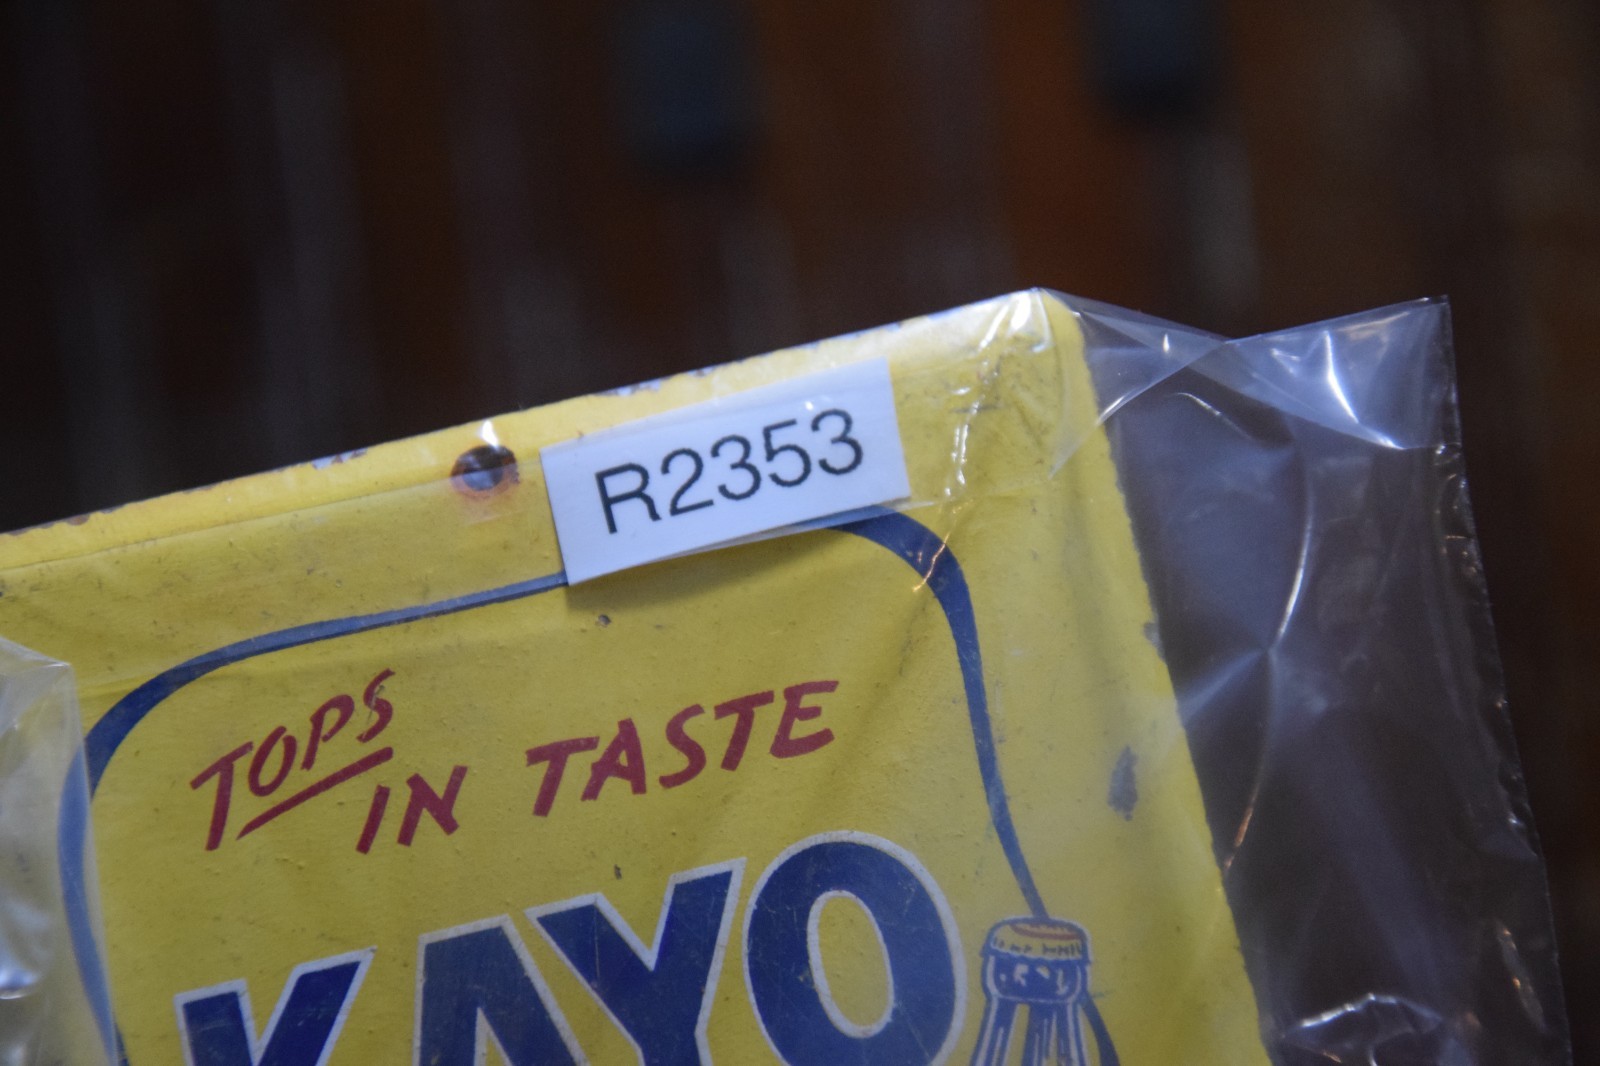 R2353
TOPS
IN TASTE
KAYO